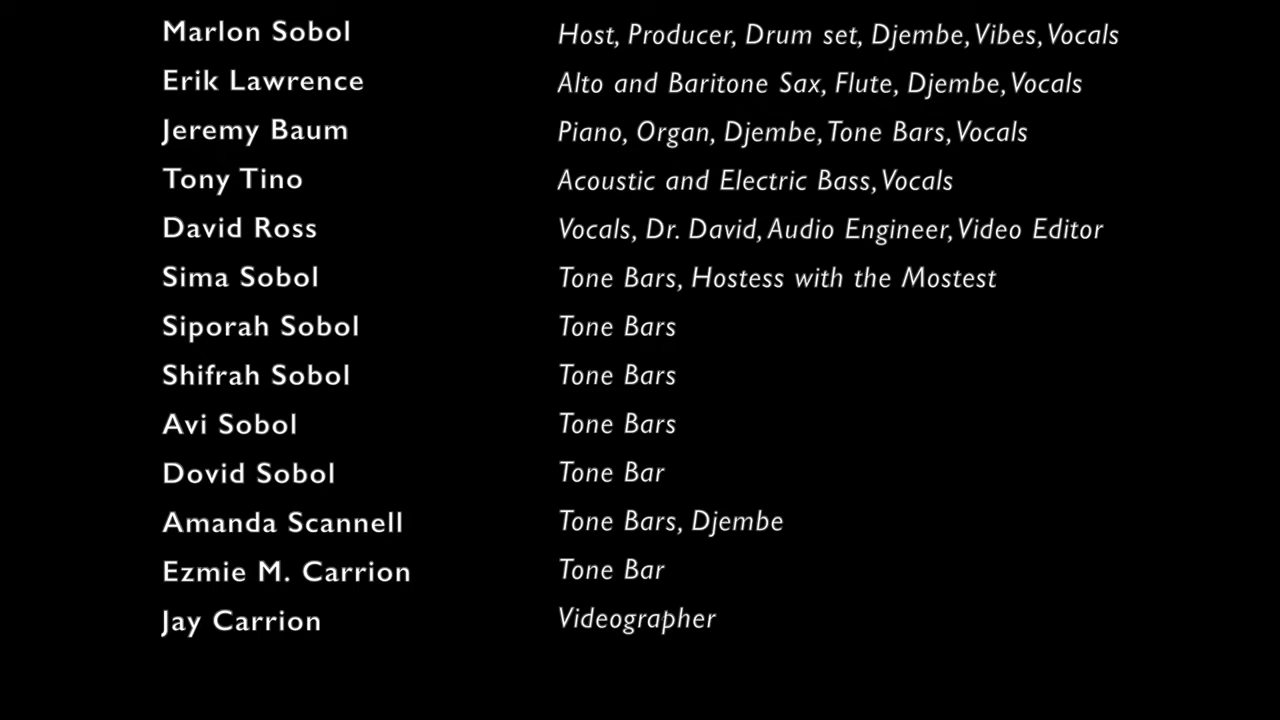 Marlon Sobol Host, Producer, Drum set, Djembe, Vibes, Vocals
Erik Lawrence Alto and Baritone Sax, Flute, Djembe, Vocals
Jeremy Baum Piano, Organ, Djembe, Tone Bars, Vocals
Tony Tino Acoustic and Electric Bass, Vocals
David Ross Vocals, Dr. David, Audio Engineer, Video Editor
Sima Sobol Tone Bars, Hostess with the Mostest
Siporah Sobol Tone Bars
Shifrah Sobol Tone Bars
Avi Sobol Tone Bars
Dovid Sobol Tone Bar
Amanda Scannell Tone Bars, Djembe
Ezmie M. Carrion Tone Bar
Jay Carrion Videographer